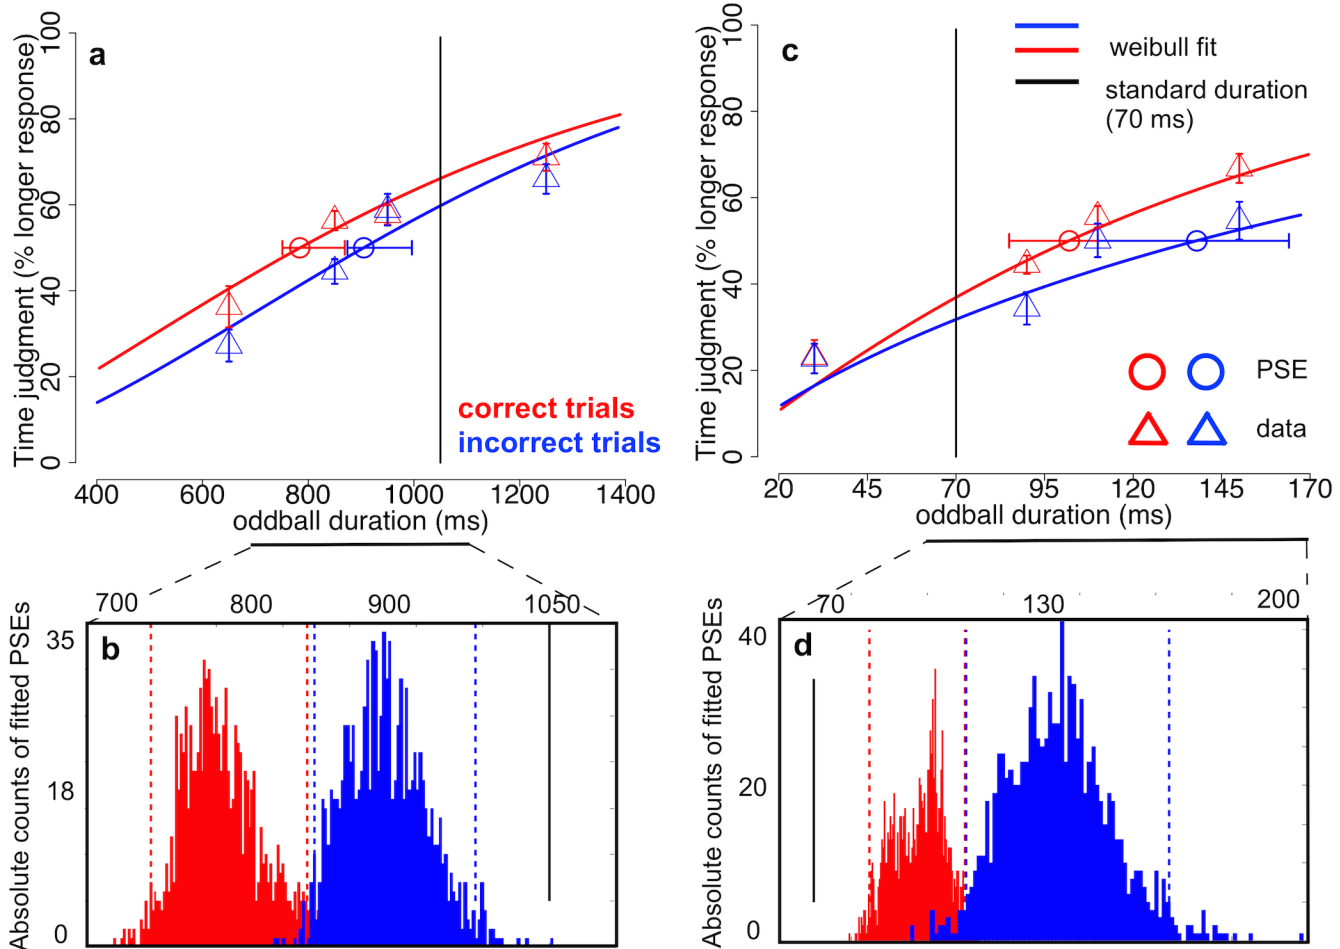 a
Time judgment (% longer response)
100
80
60
40
20
0
correct trials
incorrect trials
400 600 800 1000 1200 1400
oddball duration (ms)
c
Time judgment (% longer response)
100
80
60
40
20
0
weibull fit
standard duration
(70 ms)
PSE
data
20 45 70 95 120 145 170
oddball duration (ms)
700 800 900 1050
b
Absolute counts of fitted PSEs
35
18
0
70 130 200
d
Absolute counts of fitted PSEs
40
20
0